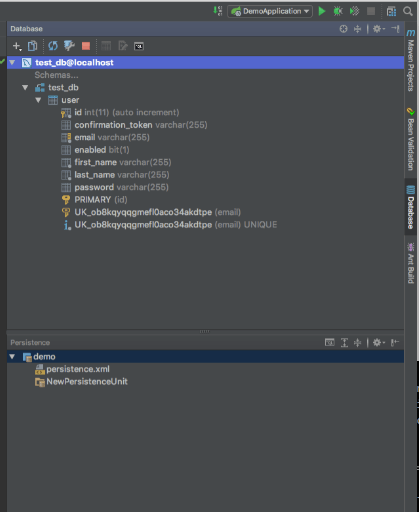 DemoApplication
Database
test_db@localhost
Schemas...
test_db
user
id int(11) (auto increment)
confirmation_token varchar(255)
email varchar(255)
enabled bit(1)
first_name varchar(255)
last_name varchar(255)
password varchar(255)
PRIMARY (id)
UK_ob8kqyqqgmefl0aco34akdtpe (email)
UK_ob8kqyqqgmefl0aco34akdtpe (email) UNIQUE
Persistence
demo
persistence.xml
NewPersistenceUnit
Maven Projects
Bean Validation
Database
Ant Build